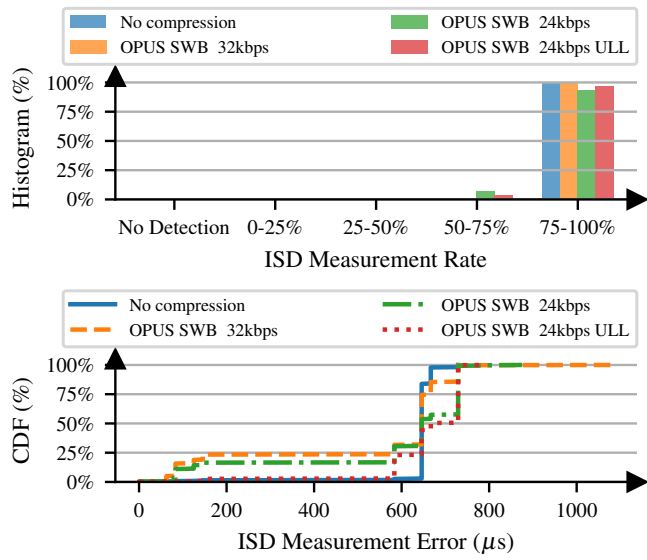 No compression
OPUS SWB 32kbps
OPUS SWB 24kbps
OPUS SWB 24kbps ULL
Histogram (%)
100%
75%
50%
25%
0%
No Detection 0-25% 25-50% 50-75% 75-100%
ISD Measurement Rate
No compression
OPUS SWB 32kbps
OPUS SWB 24kbps
OPUS SWB 24kbps ULL
CDF (%)
100%
75%
50%
25%
0%
0 200 400 600 800 1000
ISD Measurement Error (μs)